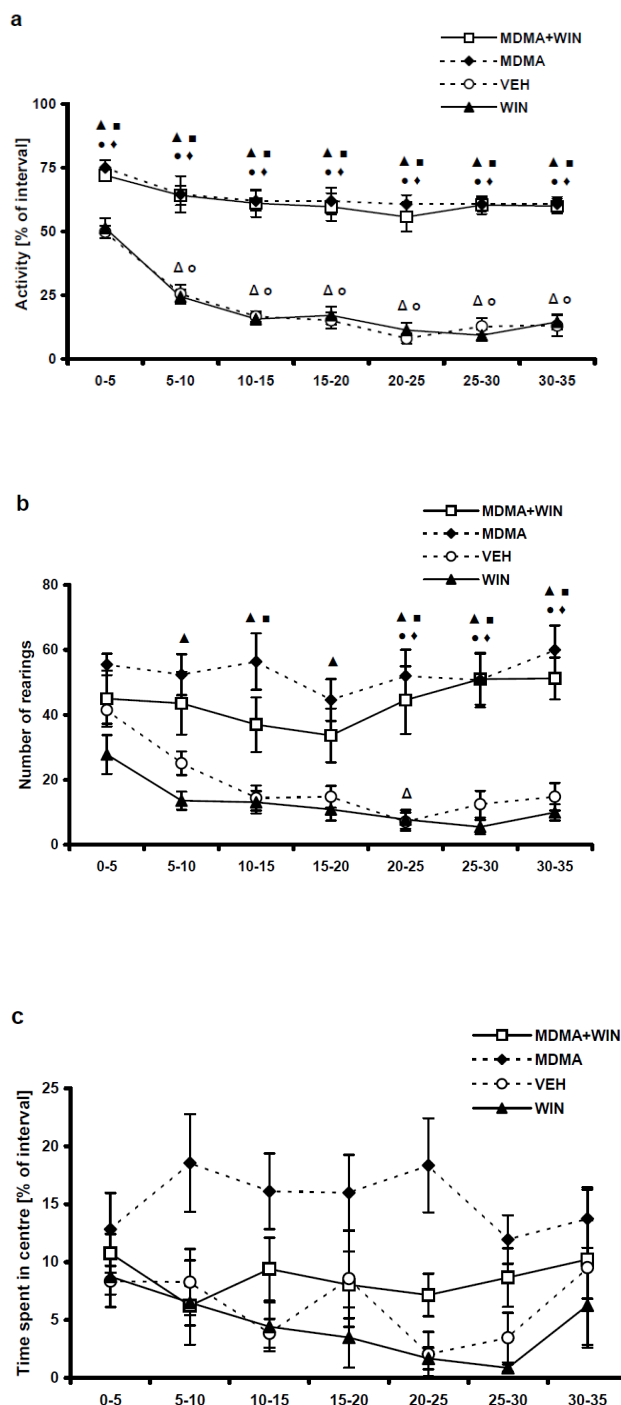 a
MDMA+WIN
MDMA
VEH
WIN
Activity [% of interval]
100
75
50
25
0
0-5 5-10 10-15 15-20 20-25 25-30 30-35
b
MDMA+WIN
MDMA
VEH
WIN
Number of rearings
80
60
40
20
0
0-5 5-10 10-15 15-20 20-25 25-30 30-35
c
MDMA+WIN
MDMA
VEH
WIN
Time spent in centre [% of interval]
25
20
15
10
5
0
0-5 5-10 10-15 15-20 20-25 25-30 30-35